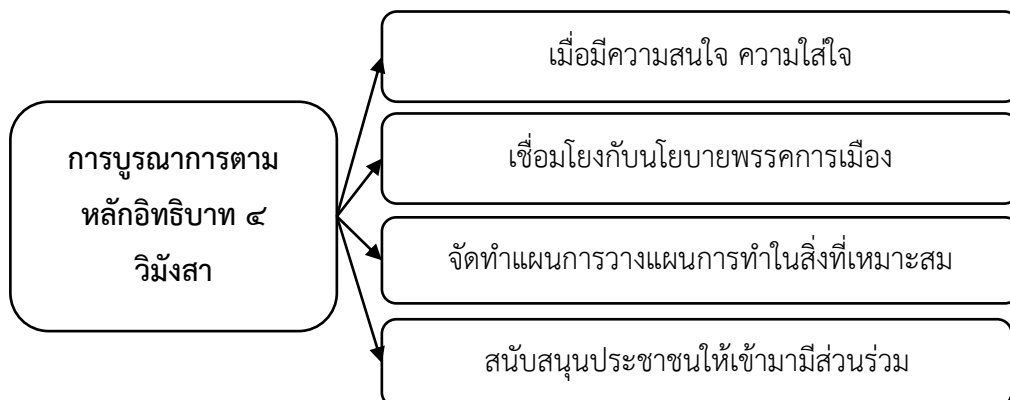 การบูรณาการตาม
หลักอิทธิบาท ๔
วิมังสา
เมื่อมีความสนใจ ความใส่ใจ
เชื่อมโยงกับนโยบายพรรคการเมือง
จัดทำแผนการวางแผนการทำในสิ่งที่เหมาะสม
สนับสนุนประชาชนให้เข้ามามีส่วนร่วม